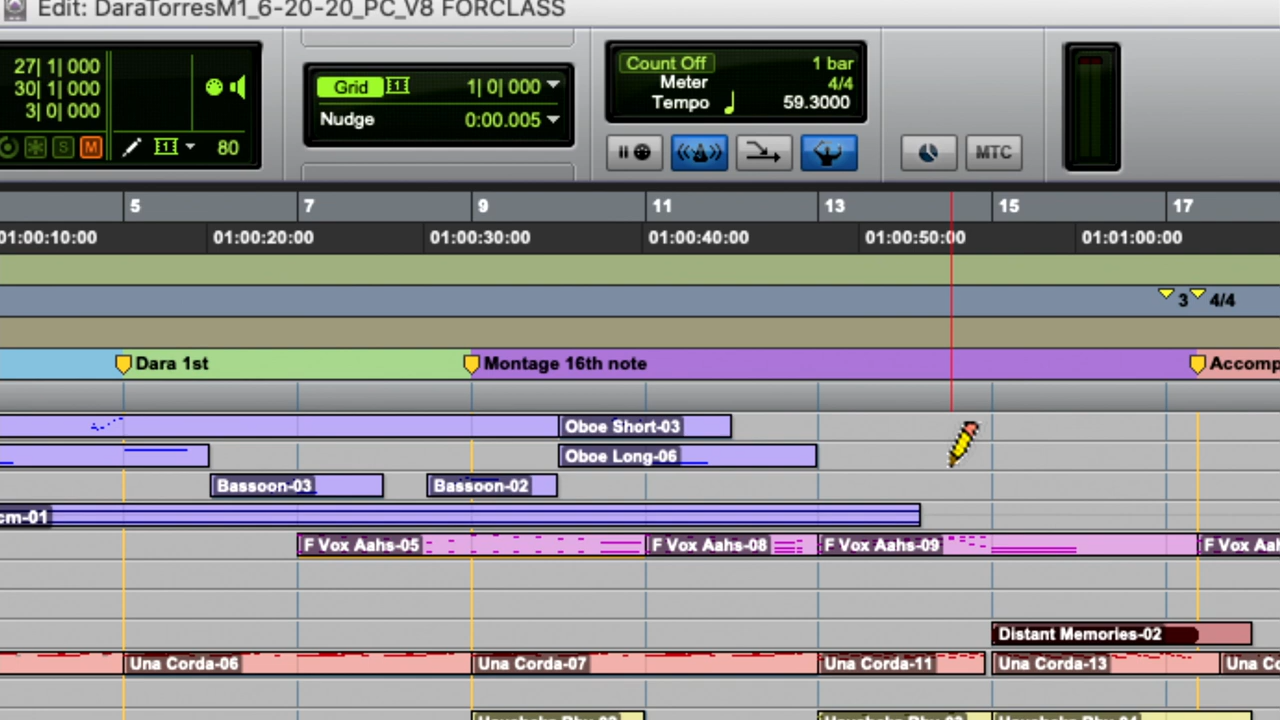 Edit: DaraTorresM1_6-20-20_PC_V8 FORCLASS
27| 1| 000
30| 1| 000
3| 0| 000
S M 80
Grid 1| 0| 000
Nudge 0:00.005
Count Off 1 bar
Meter 4/4
Tempo 59.3000
MTC
5 7 9 11 13 15 17
01:00:10:00 01:00:20:00 01:00:30:00 01:00:40:00 01:00:50:00 01:01:00:00
3 4/4
Dara 1st Montage 16th note Accomp
Oboe Short-03
Oboe Long-06
Bassoon-03 Bassoon-02
cm-01
F Vox Aahs-05 F Vox Aahs-08 F Vox Aahs-09 F Vox Aah
Distant Memories-02
Una Corda-06 Una Corda-07 Una Corda-11 Una Corda-13 Una Co